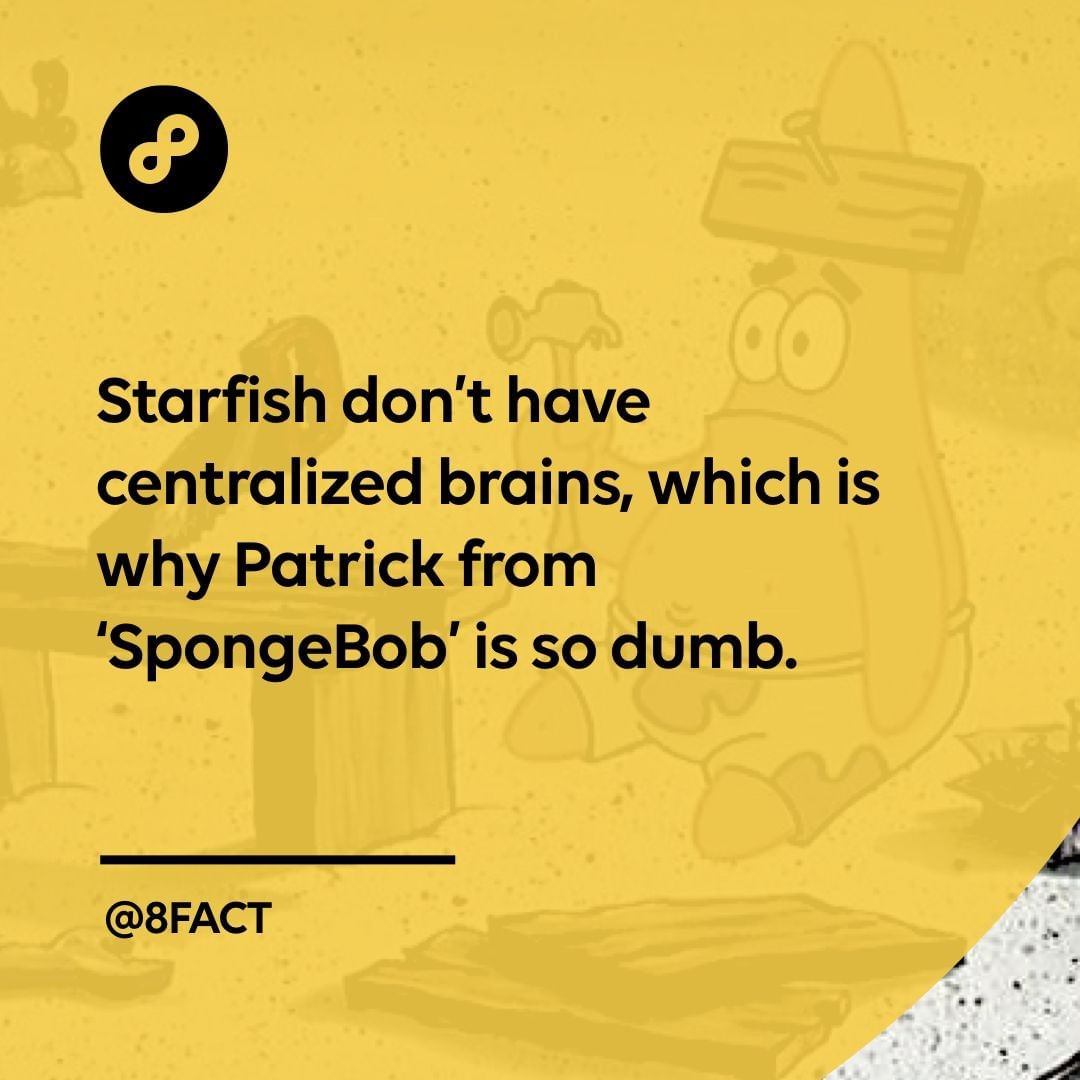 Starfish don’t have
centralized brains, which is
why Patrick from
‘SpongeBob’ is so dumb.
@8FACT